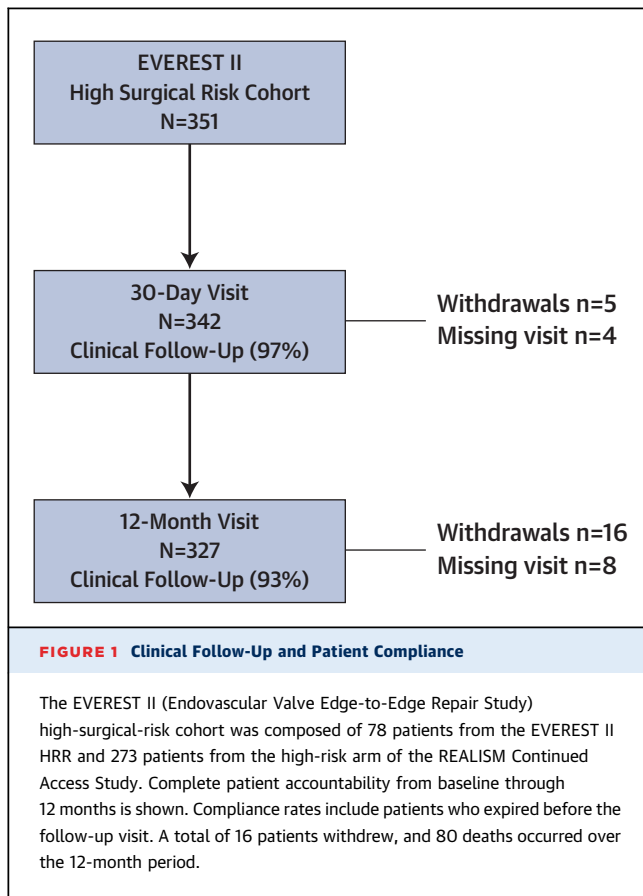 EVEREST II
High Surgical Risk Cohort
N=351
30-Day Visit
N=342
Clinical Follow-Up (97%)
Withdrawals n=5
Missing visit n=4
12-Month Visit
N=327
Clinical Follow-Up (93%)
Withdrawals n=16
Missing visit n=8
FIGURE 1 Clinical Follow-Up and Patient Compliance
The EVEREST II (Endovascular Valve Edge-to-Edge Repair Study)
high-surgical-risk cohort was composed of 78 patients from the EVEREST II
HRR and 273 patients from the high-risk arm of the REALISM Continued
Access Study. Complete patient accountability from baseline through
12 months is shown. Compliance rates include patients who expired before the
follow-up visit. A total of 16 patients withdrew, and 80 deaths occurred over
the 12-month period.